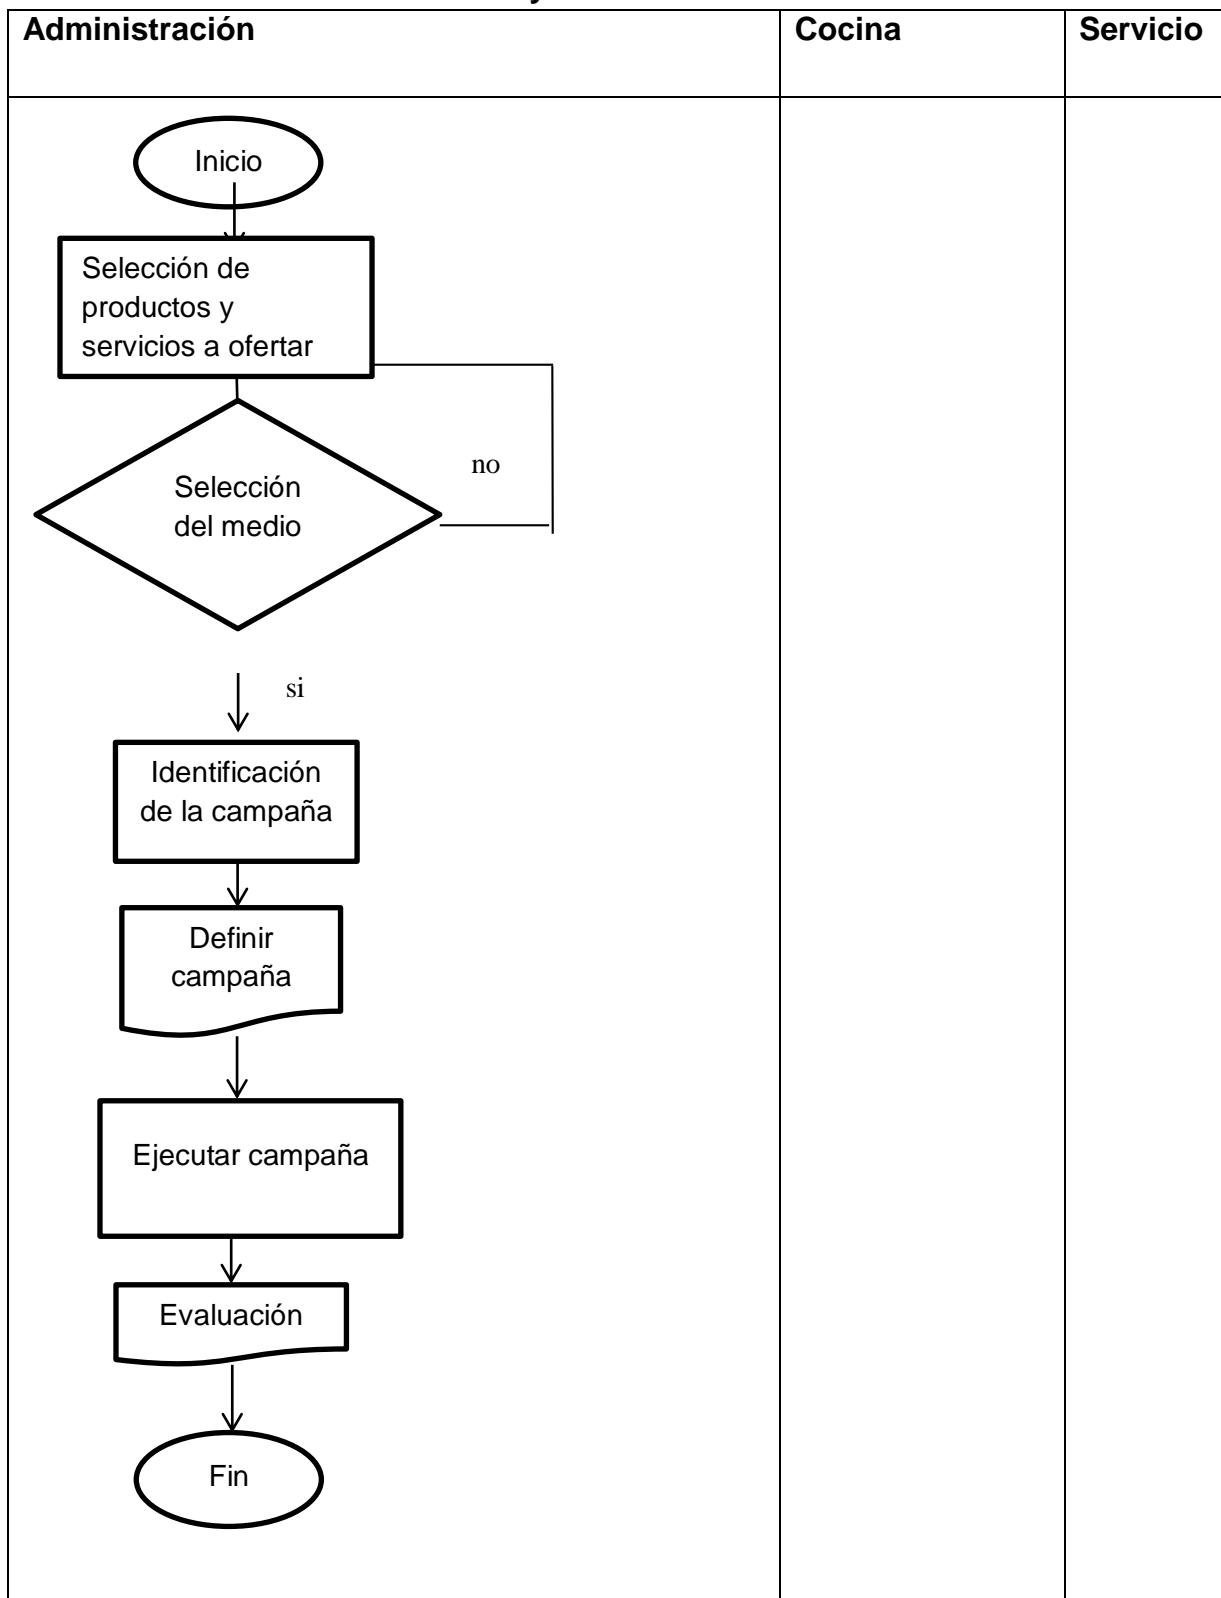 Administración
Cocina
Servicio
Inicio
Selección de
productos y
servicios a ofertar
no
Selección
del medio
si
Identificación
de la campaña
Definir
campaña
Ejecutar campaña
Evaluación
Fin